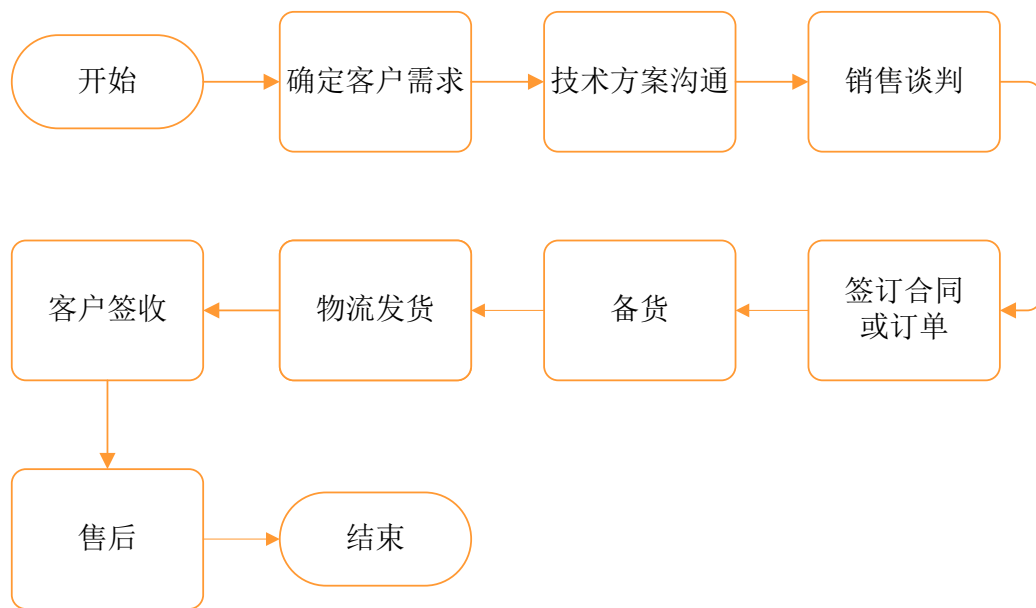 开始
确定客户需求
技术方案沟通
销售谈判
签订合同
或订单
备货
物流发货
客户签收
售后
结束